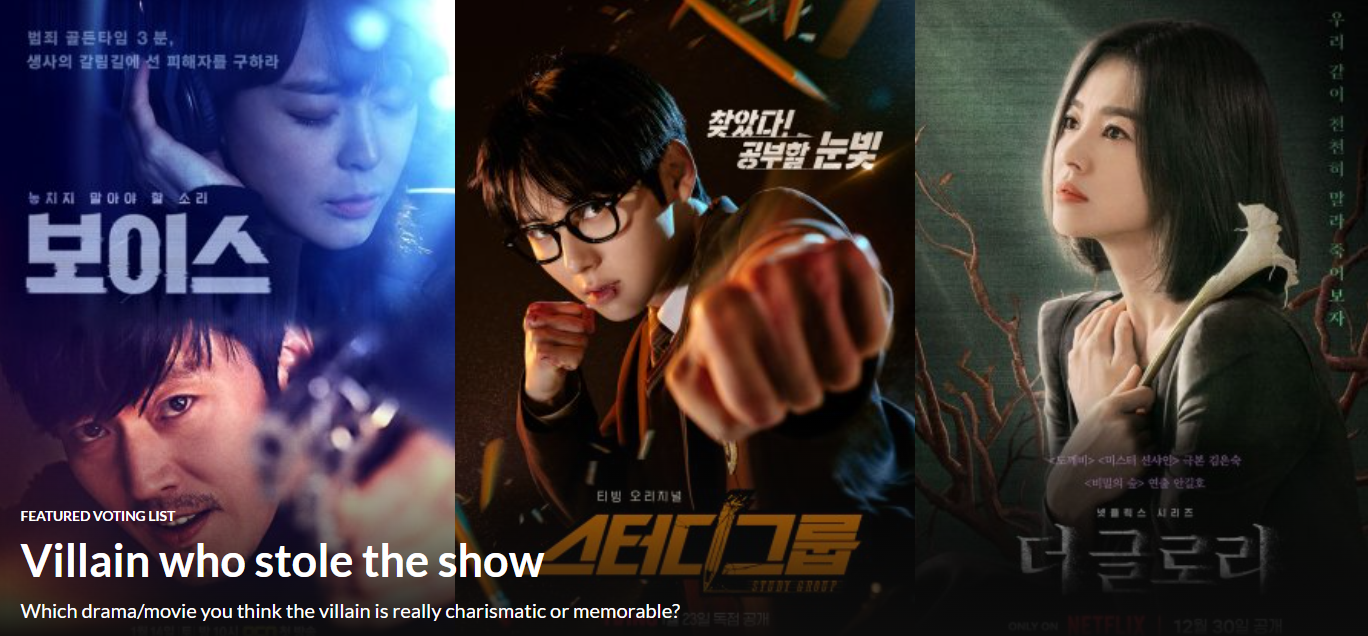 범죄 골든타임 3분,
생사의 갈림길에 선 피해자를 구하라
놓치지 말아야 할 소리
보이스
FEATURED VOTING LIST
Villain who stole the show
Which drama/movie you think the villain is really charismatic or memorable?
찾았다!
공부할 눈빛
티빙 오리지널
스터디그룹
STUDY GROUP
23일 독점 공개
우리 같이 천천히 말라 죽어보자
<도깨비> <미스터 션샤인> 극본 김은숙
<비밀의 숲> 연출 안길호
넷플릭스 시리즈
더 글로리
ONLY ON NETFLIX 12월 30일 공개